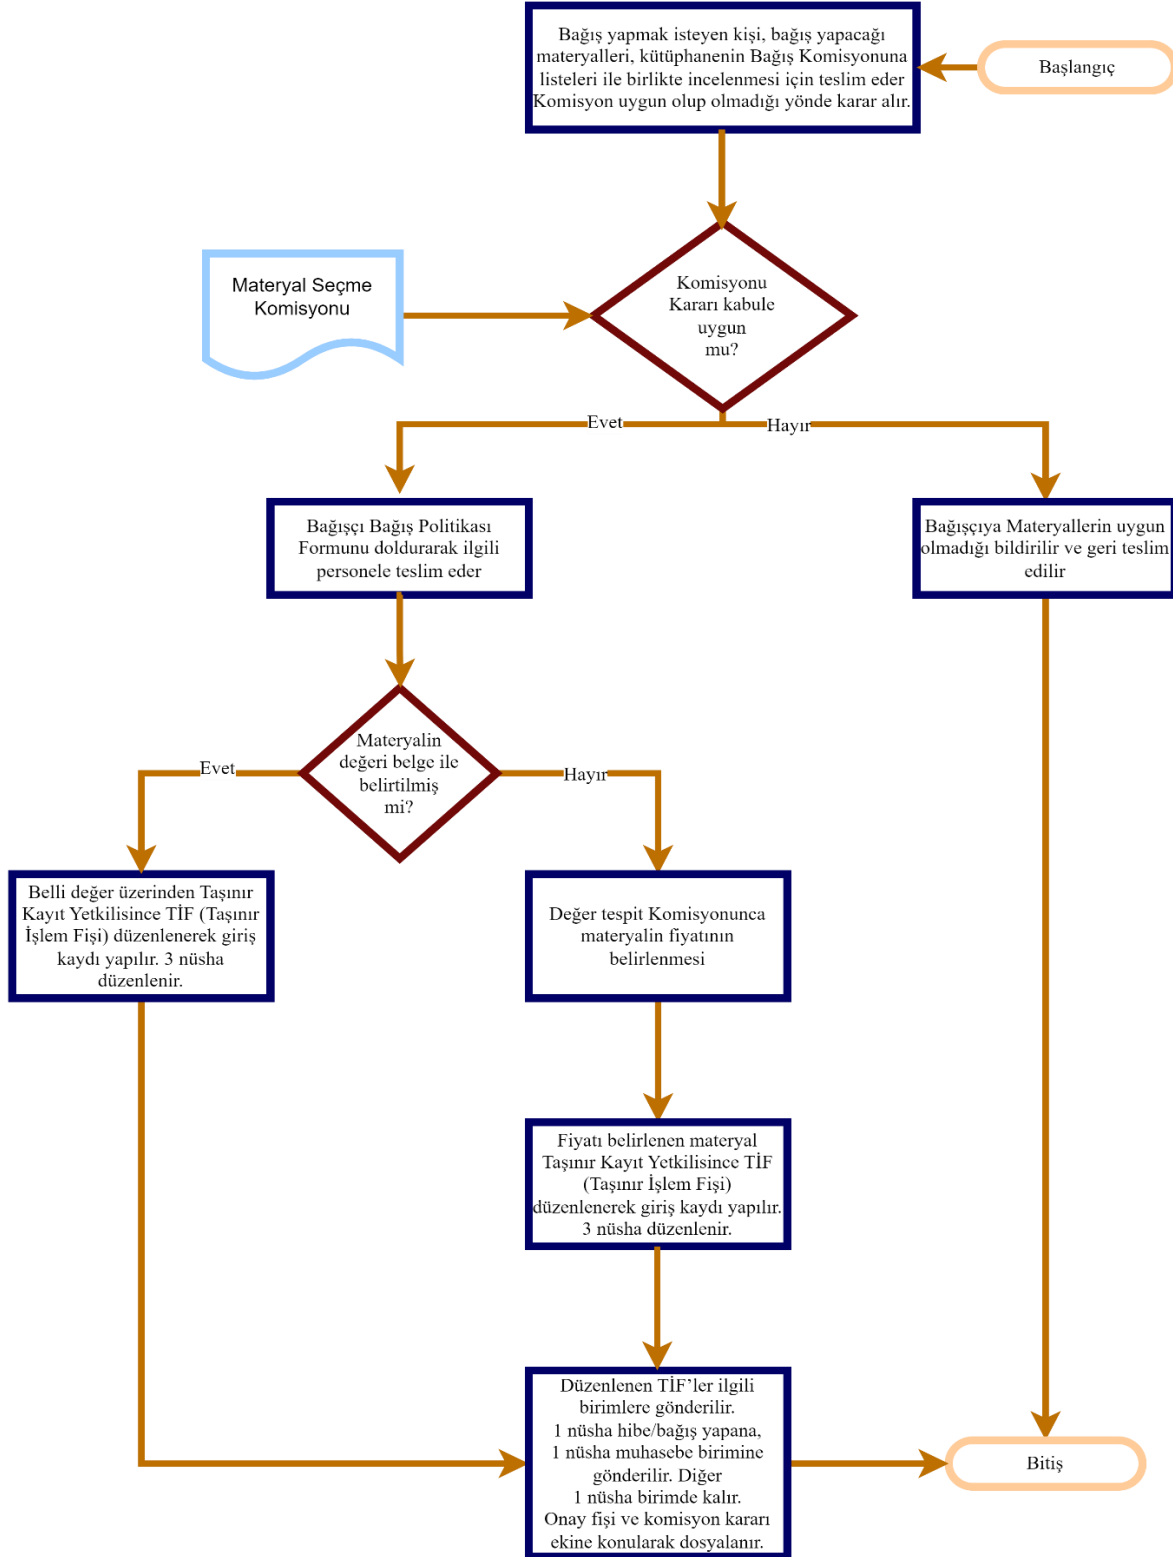 Bağış yapmak isteyen kişi, bağış yapacağı
materyalleri, kütüphanenin Bağış Komisyonuna
listeleri ile birlikte incelenmesi için teslim eder
Komisyon uygun olup olmadığı yönde karar alır.
Başlangıç
Materyal Seçme
Komisyonu
Komisyonu
Kararı kabule
uygun
mu?
Evet
Hayır
Bağışçı Bağış Politikası
Formunu doldurarak ilgili
personele teslim eder
Bağışçıya Materyallerin uygun
olmadığı bildirilir ve geri teslim
edilir
Materyalin
değeri belge ile
belirtilmiş
mi?
Evet
Hayır
Belli değer üzerinden Taşınır
Kayıt Yetkilisince TİF (Taşınır
İşlem Fişi) düzenlenerek giriş
kaydı yapılır. 3 nüsha
düzenlenir.
Değer tespit Komisyonunca
materyalin fiyatının
belirlenmesi
Fiyatı belirlenen materyal
Taşınır Kayıt Yetkilisince TİF
(Taşınır İşlem Fişi)
düzenlenerek giriş kaydı yapılır.
3 nüsha düzenlenir.
Düzenlenen TİF’ler ilgili
birimlere gönderilir.
1 nüsha hibe/bağış yapana,
1 nüsha muhasebe birimine
gönderilir. Diğer
1 nüsha birimde kalır.
Onay fişi ve komisyon kararı
ekine konularak dosyalanır.
Bitiş